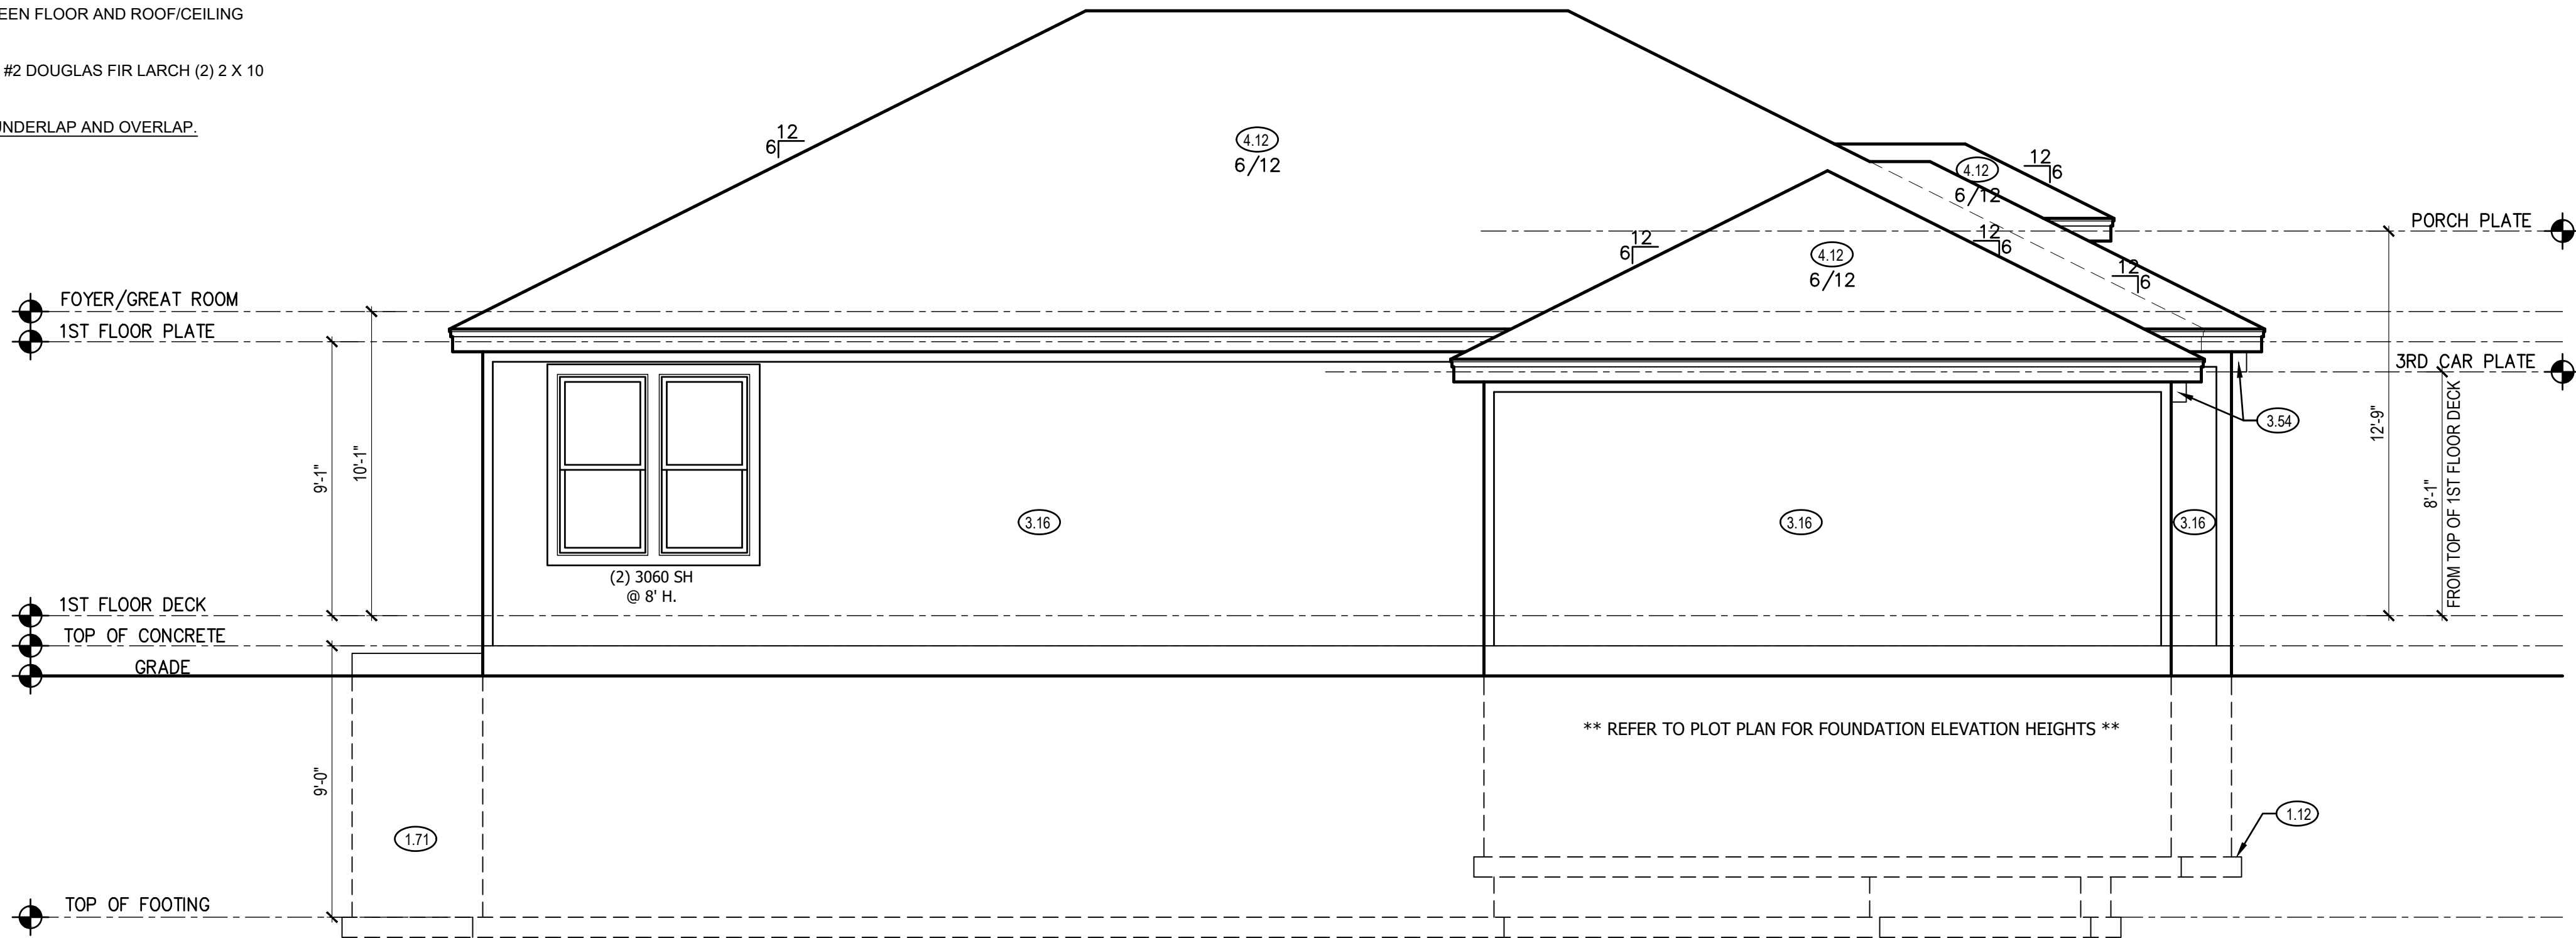 EEN FLOOR AND ROOF/CEILING
#2 DOUGLAS FIR LARCH (2) 2 X 10
UNDERLAP AND OVERLAP.
12
6
4.12
6/12
12
6
4.12
6/12
12
6
4.12
6/12
12
6
12
6
PORCH PLATE
FOYER/GREAT ROOM
1ST FLOOR PLATE
3RD CAR PLATE
3.54
9'-1"
10'-1"
12'-9"
8'-1"
FROM TOP OF 1ST FLOOR DECK
3.16
3.16
3.16
(2) 3060 SH
@ 8' H.
1ST FLOOR DECK
TOP OF CONCRETE
GRADE
** REFER TO PLOT PLAN FOR FOUNDATION ELEVATION HEIGHTS **
9'-0"
1.71
1.12
TOP OF FOOTING